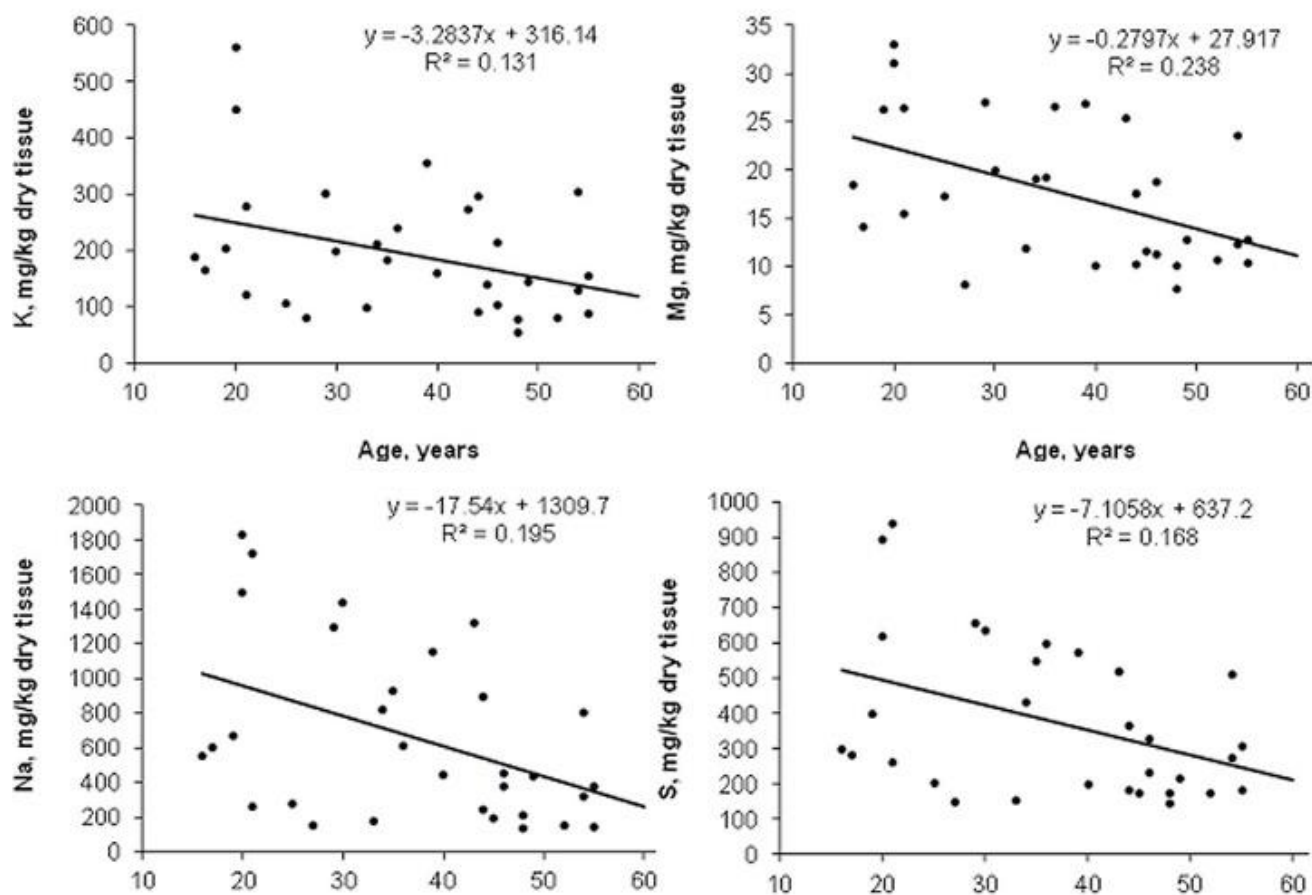 y = -3.2837x + 316.14
R² = 0.131
K, mg/kg dry tissue
600
500
400
300
200
100
0
10 20 30 40 50 60
Age, years
y = -0.2797x + 27.917
R² = 0.238
Mg, mg/kg dry tissue
35
30
25
20
15
10
5
0
10 20 30 40 50 60
Age, years
y = -17.54x + 1309.7
R² = 0.195
Na, mg/kg dry tissue
2000
1800
1600
1400
1200
1000
800
600
400
200
0
10 20 30 40 50 60
y = -7.1058x + 637.2
R² = 0.168
S, mg/kg dry tissue
1000
900
800
700
600
500
400
300
200
100
0
10 20 30 40 50 60